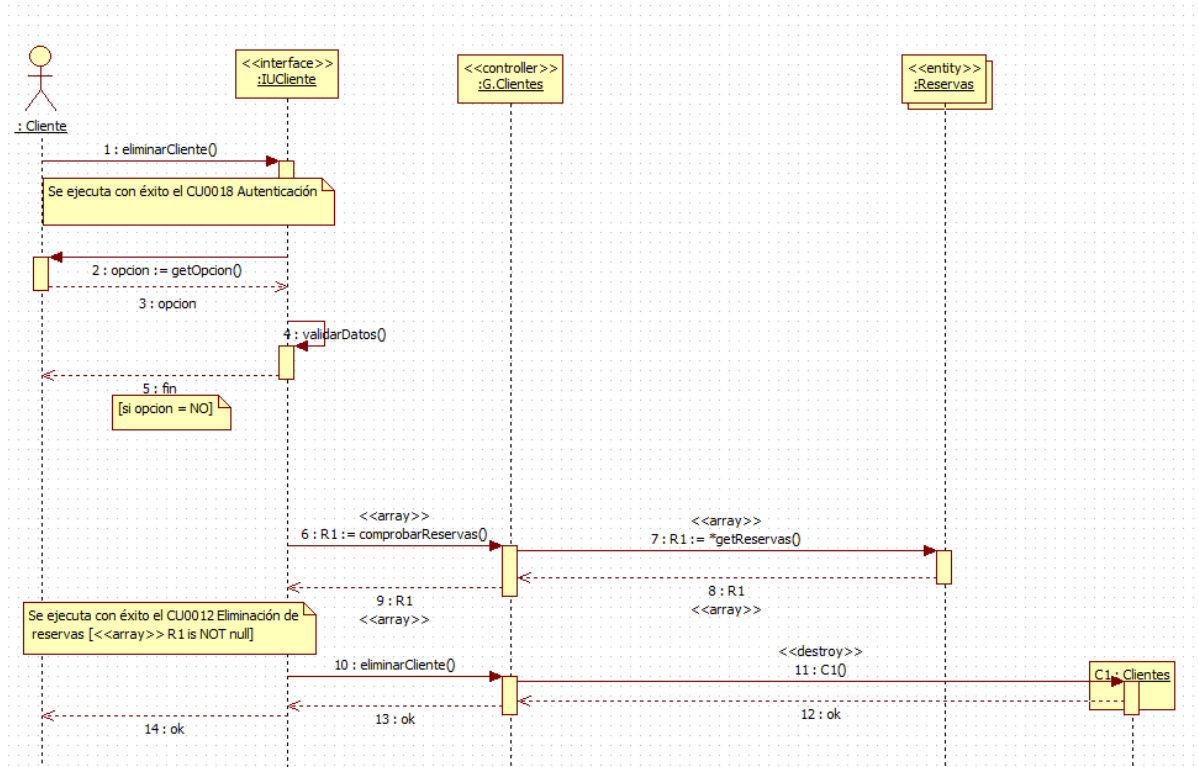 <<interface>>
:IUCliente
<<controller>>
:G.Clientes
<<entity>>
:Reservas
: Cliente
1 : eliminarCliente()
Se ejecuta con éxito el CU0018 Autenticación
2 : opcion := getOpcion()
3 : opcion
4 : validarDatos()
5 : fin
[si opcion = NO]
<<array>>
6 : R1 := comprobarReservas()
<<array>>
7 : R1 := *getReservas()
8 : R1
<<array>>
9 : R1
<<array>>
Se ejecuta con éxito el CU0012 Eliminación de
reservas [<<array>> R1 is NOT null]
10 : eliminarCliente()
<<destroy>>
11 : C1()
C1 : Clientes
12 : ok
13 : ok
14 : ok